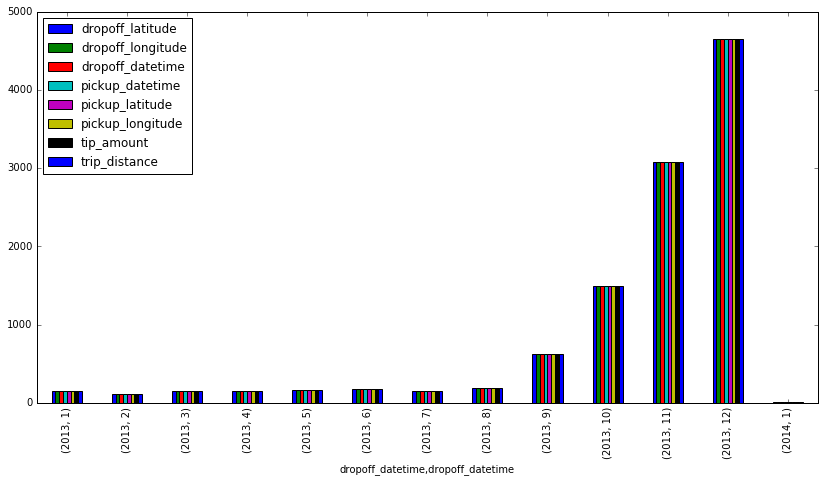 5000
4000
3000
2000
1000
0
dropoff_latitude
dropoff_longitude
dropoff_datetime
pickup_datetime
pickup_latitude
pickup_longitude
tip_amount
trip_distance
(2013, 1)
(2013, 2)
(2013, 3)
(2013, 4)
(2013, 5)
(2013, 6)
(2013, 7)
(2013, 8)
(2013, 9)
(2013, 10)
(2013, 11)
(2013, 12)
(2014, 1)
dropoff_datetime,dropoff_datetime